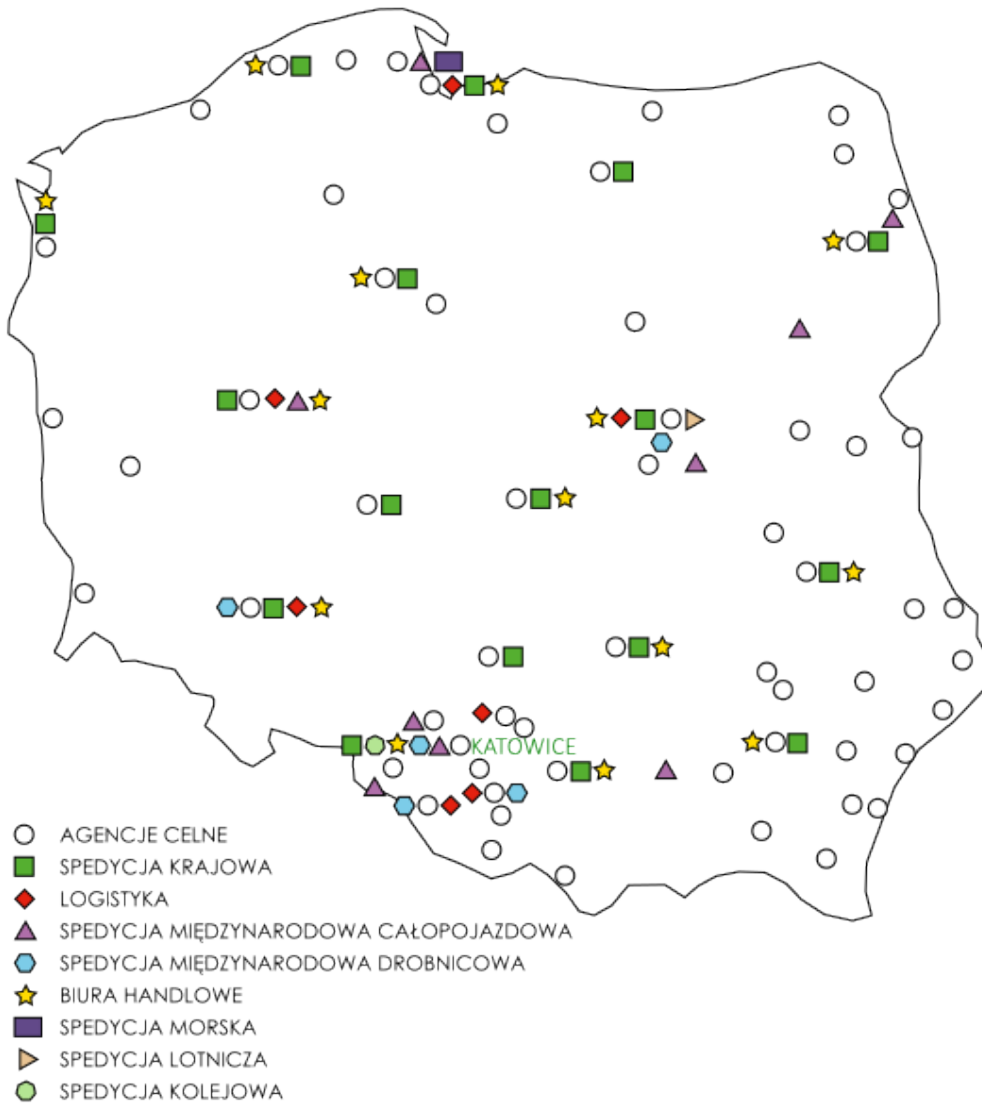 KATOWICE
AGENCJE CELNE
SPEDYCJA KRAJOWA
LOGISTYKA
SPEDYCJA MIĘDZYNARODOWA CAŁOPOJAZDOWA
SPEDYCJA MIĘDZYNARODOWA DROBNICOWA
BIURA HANDLOWE
SPEDYCJA MORSKA
SPEDYCJA LOTNICZA
SPEDYCJA KOLEJOWA